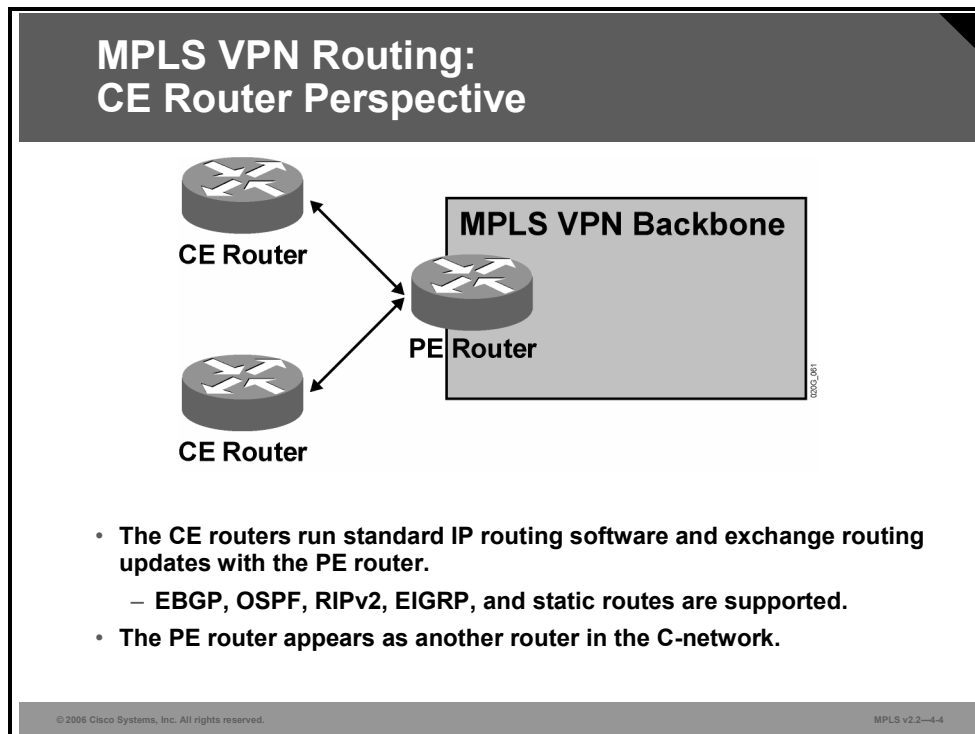 MPLS VPN Routing:
CE Router Perspective
CE Router
MPLS VPN Backbone
PE Router
CE Router
020G_061
• The CE routers run standard IP routing software and exchange routing
updates with the PE router.
– EBGP, OSPF, RIPv2, EIGRP, and static routes are supported.
• The PE router appears as another router in the C-network.
© 2006 Cisco Systems, Inc. All rights reserved.
MPLS v2.2—4-4